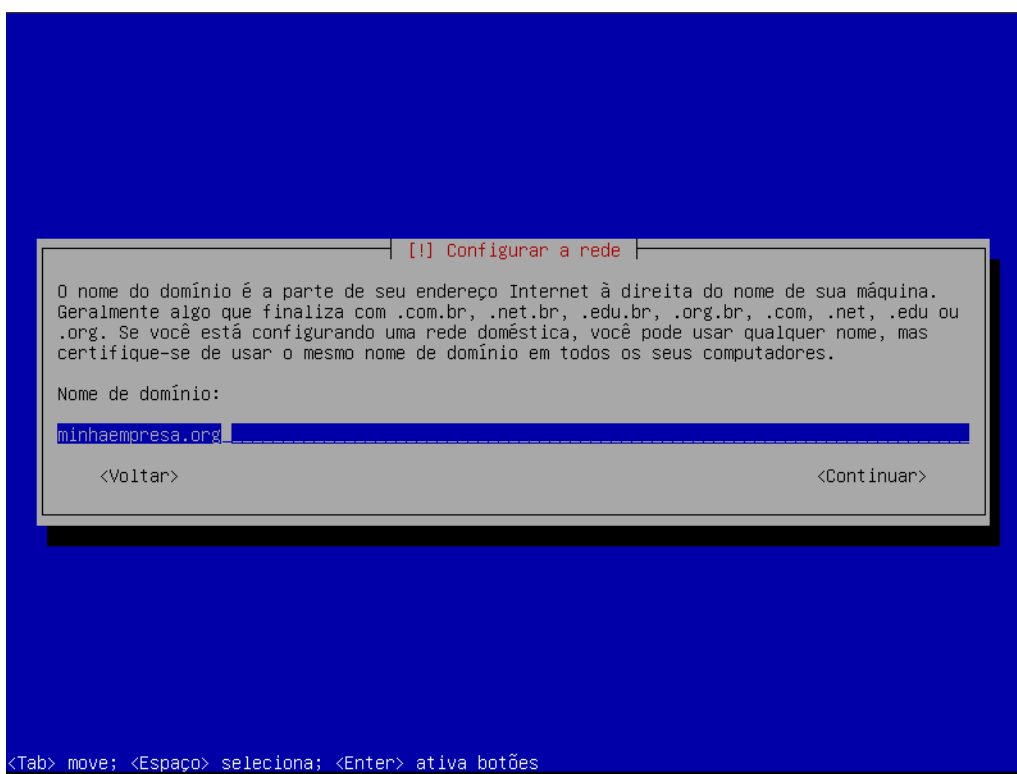 [!] Configurar a rede
O nome do domínio é a parte de seu endereço Internet à direita do nome de sua máquina.
Geralmente algo que finaliza com .com.br, .net.br, .edu.br, .org.br, .com, .net, .edu ou
.org. Se você está configurando uma rede doméstica, você pode usar qualquer nome, mas
certifique-se de usar o mesmo nome de domínio em todos os seus computadores.
Nome de domínio:
minhaempresa.org
<Voltar> <Continuar>
<Tab> move; <Espaço> seleciona; <Enter> ativa botões